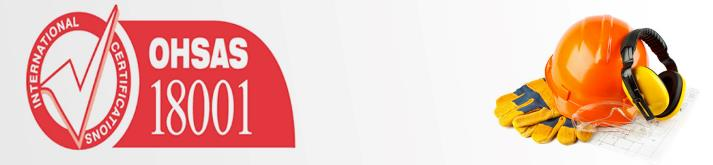 INTERNATIONAL CERTIFICATIONS
OHSAS
18001